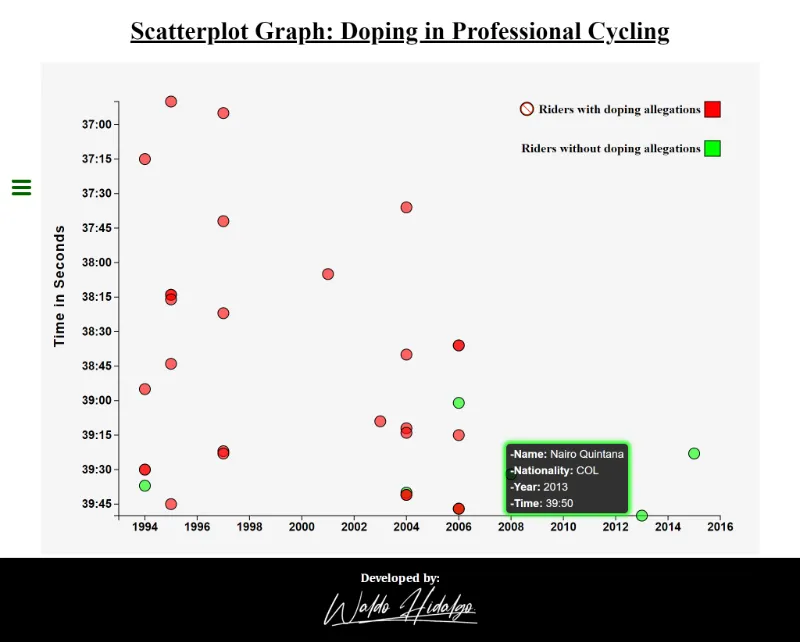 Scatterplot Graph: Doping in Professional Cycling
Riders with doping allegations
Riders without doping allegations
Time in Seconds
37:00
37:15
37:30
37:45
38:00
38:15
38:30
38:45
39:00
39:15
39:30
39:45
-Name: Nairo Quintana
-Nationality: COL
-Year: 2013
-Time: 39:50
1994 1996 1998 2000 2002 2004 2006 2008 2010 2012 2014 2016
Developed by:
Waldo Hidalgo